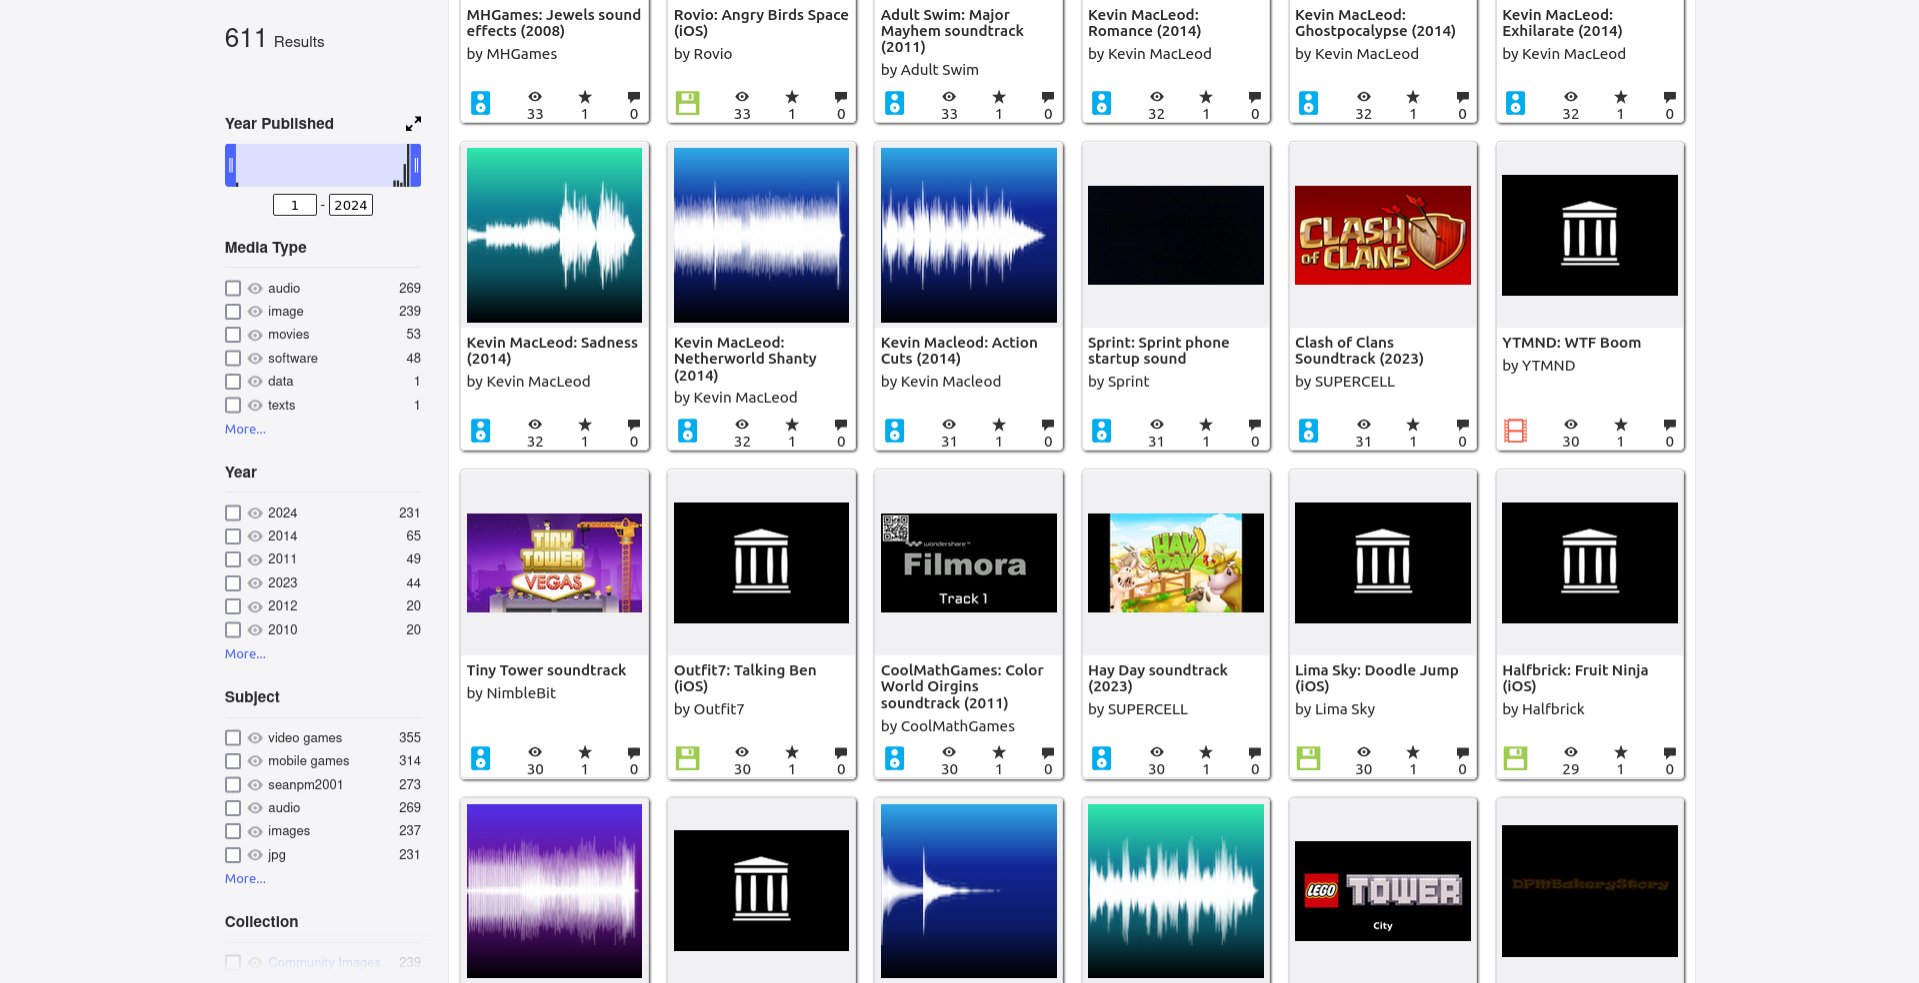 611 Results
Year Published
1 - 2024
Media Type
audio 269
image 239
movies 53
software 48
data 1
texts 1
More...
Year
2024 231
2014 65
2011 49
2023 44
2012 20
2010 20
More...
Subject
video games 355
mobile games 314
seanpm2001 273
audio 269
images 237
jpg 231
More...
Collection
Community Images 239
MHGames: Jewels sound
effects (2008)
by MHGames
33 1 0
Rovio: Angry Birds Space
(iOS)
by Rovio
33 1 0
Adult Swim: Major
Mayhem soundtrack
(2011)
by Adult Swim
33 1 0
Kevin MacLeod:
Romance (2014)
by Kevin MacLeod
32 1 0
Kevin MacLeod:
Ghostpocalypse (2014)
by Kevin MacLeod
32 1 0
Kevin MacLeod:
Exhilarate (2014)
by Kevin MacLeod
32 1 0
Kevin MacLeod: Sadness
(2014)
by Kevin MacLeod
32 1 0
Kevin MacLeod:
Netherworld Shanty
(2014)
by Kevin MacLeod
32 1 0
Kevin Macleod: Action
Cuts (2014)
by Kevin Macleod
31 1 0
Sprint: Sprint phone
startup sound
by Sprint
31 1 0
CLASH
OF CLANS
Clash of Clans
Soundtrack (2023)
by SUPERCELL
31 1 0
YTMND: WTF Boom
by YTMND
30 1 0
TINY
TOWER
VEGAS
Tiny Tower soundtrack
by NimbleBit
30 1 0
Outfit7: Talking Ben
(iOS)
by Outfit7
30 1 0
wondershare™
Filmora
Track 1
CoolMathGames: Color
World Oirgins
soundtrack (2011)
by CoolMathGames
30 1 0
HAY
DAY
Hay Day soundtrack
(2023)
by SUPERCELL
30 1 0
Lima Sky: Doodle Jump
(iOS)
by Lima Sky
30 1 0
Halfbrick: Fruit Ninja
(iOS)
by Halfbrick
29 1 0
LEGO TOWER
City
DPMBakeryStory